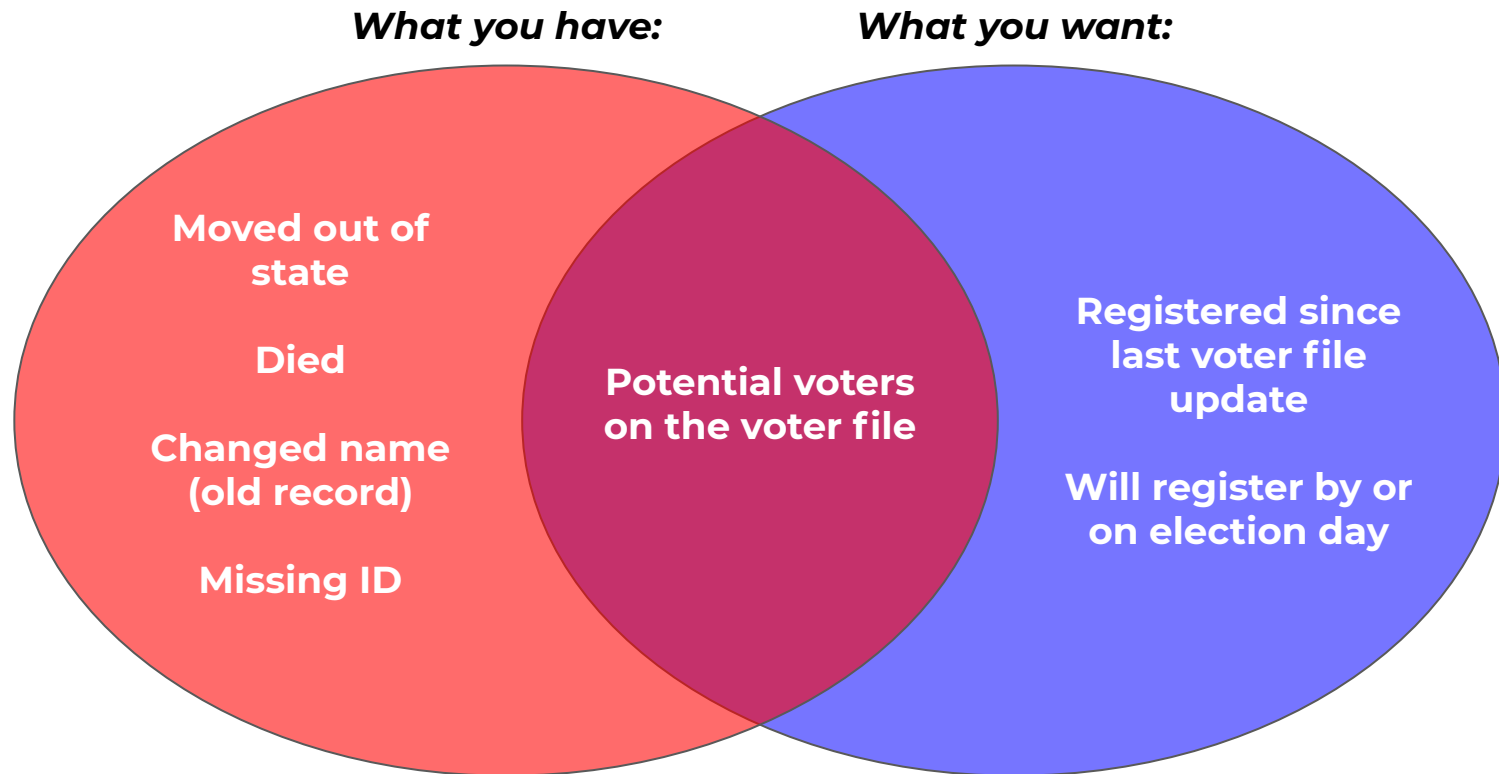 What you have:
What you want:
Moved out of
state
Died
Changed name
(old record)
Missing ID
Potential voters
on the voter file
Registered since
last voter file
update
Will register by or
on election day